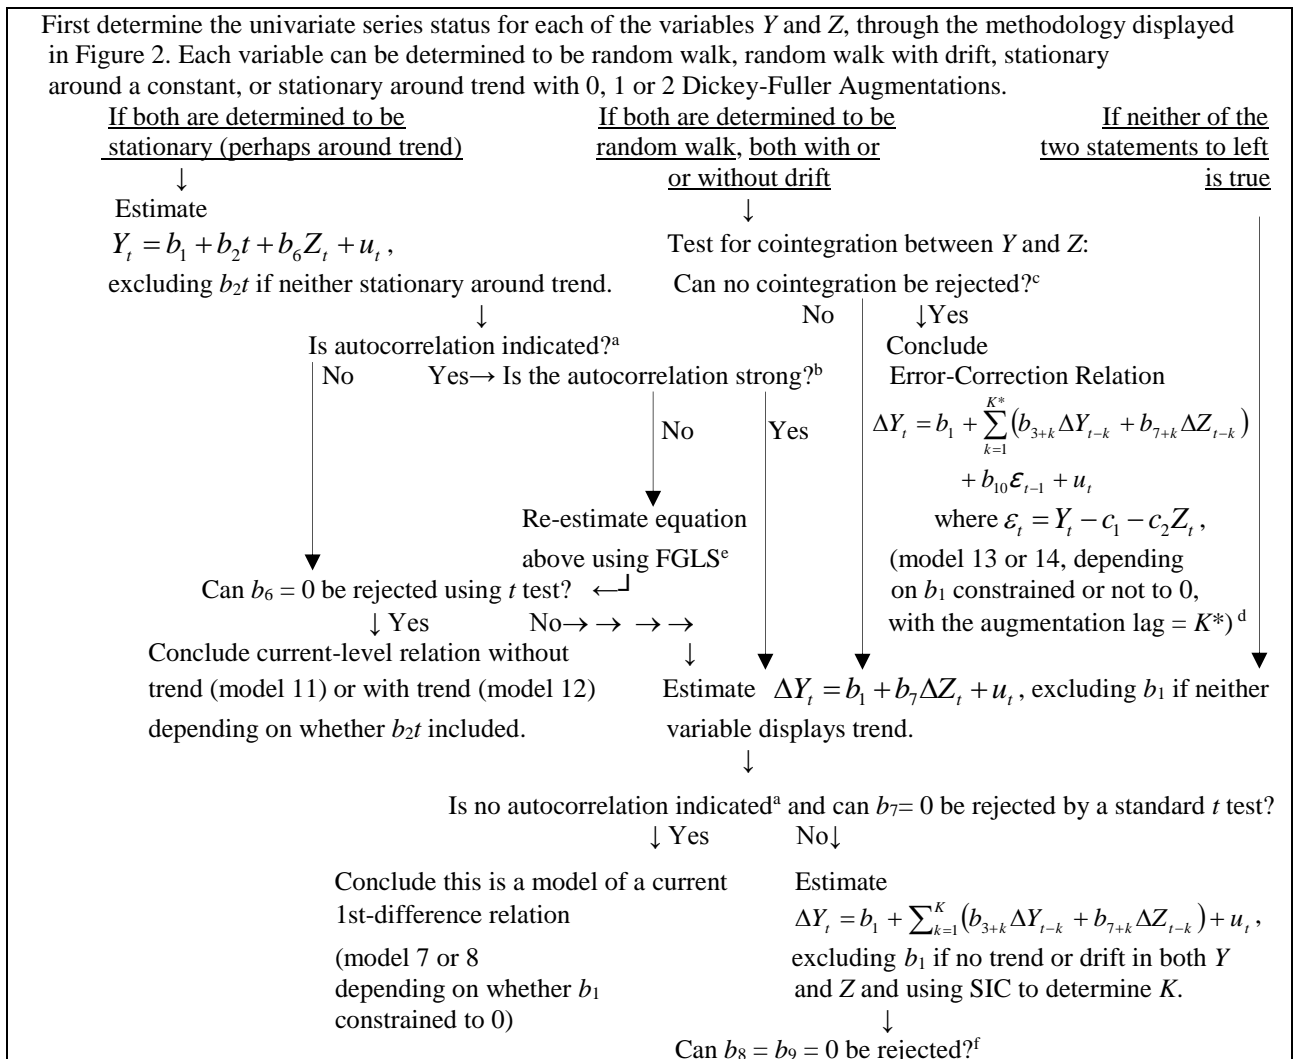 First determine the univariate series status for each of the variables Y and Z, through the methodology displayed
in Figure 2. Each variable can be determined to be random walk, random walk with drift, stationary
around a constant, or stationary around trend with 0, 1 or 2 Dickey-Fuller Augmentations.
If both are determined to be
stationary (perhaps around trend)
↓
Estimate
Y_t = b_1 + b_2 t + b_6 Z_t + u_t ,
excluding b_2t if neither stationary around trend.
↓
Is autocorrelation indicated?^a
No Yes→ Is the autocorrelation strong?^b
No Yes
Re-estimate equation
above using FGLS^e
Can b_6 = 0 be rejected using t test? ←┘
↓ Yes No→ → → →
Conclude current-level relation without
trend (model 11) or with trend (model 12)
depending on whether b_2t included.
If both are determined to be
random walk, both with or
or without drift
↓
Test for cointegration between Y and Z:
Can no cointegration be rejected?^c
No ↓Yes
Conclude
Error-Correction Relation
ΔY_t = b_1 + ∑_{k=1}^{K*} (b_{3+k} ΔY_{t−k} + b_{7+k} ΔZ_{t−k})
+ b_10 ε_{t−1} + u_t
where ε_t = Y_t − c_1 − c_2 Z_t ,
(model 13 or 14, depending
on b_1 constrained or not to 0,
with the augmentation lag = K*)^d
If neither of the
two statements to left
is true
↓
Estimate ΔY_t = b_1 + b_7 ΔZ_t + u_t , excluding b_1 if neither
variable displays trend.
↓
Is no autocorrelation indicated^a and can b_7= 0 be rejected by a standard t test?
↓ Yes No↓
Conclude this is a model of a current
1st-difference relation
(model 7 or 8
depending on whether b_1
constrained to 0)
Estimate
ΔY_t = b_1 + ∑_{k=1}^{K} (b_{3+k} ΔY_{t−k} + b_{7+k} ΔZ_{t−k}) + u_t ,
excluding b_1 if no trend or drift in both Y
and Z and using SIC to determine K.
↓
Can b_8 = b_9 = 0 be rejected?^f